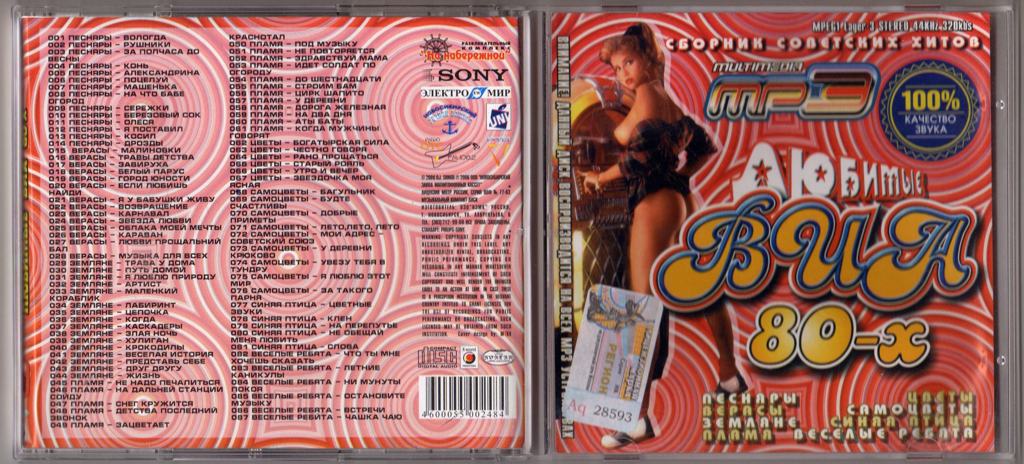 001 ПЕСНЯРЫ – ВОЛОГДА
002 ПЕСНЯРЫ – РУШНИКИ
003 ПЕСНЯРЫ – ЗА ПОЛЧАСА ДО ВЕСНЫ
004 ПЕСНЯРЫ – КОНЬ
005 ПЕСНЯРЫ – АЛЕКСАНДРИНА
006 ПЕСНЯРЫ – ПОЦЕЛУЙ
007 ПЕСНЯРЫ – МАШЕНЬКА
008 ПЕСНЯРЫ – НА ЧТО БАБЕ ОГОРОД
009 ПЕСНЯРЫ – СЕРЕЖКИ
010 ПЕСНЯРЫ – БЕРЕЗОВЫЙ СОК
011 ПЕСНЯРЫ – ОЛЕСЯ
012 ПЕСНЯРЫ – Я ПОСТАВИЛ
013 ПЕСНЯРЫ – КОСИЛ
014 ПЕСНЯРЫ – ДРОЗДЫ
015 ВЕРАСЫ – МАЛИНОВКИ
016 ВЕРАСЫ – ТРАВЫ ДЕТСТВА
017 ВЕРАСЫ – ЗАВИРУХА
018 ВЕРАСЫ – БЕЛЫЙ ПАРУС
019 ВЕРАСЫ – ГОРОД ЮНОСТИ
020 ВЕРАСЫ – ЕСЛИ ЛЮБИШЬ НАЙДИ
021 ВЕРАСЫ – Я У БАБУШКИ ЖИВУ
022 ВЕРАСЫ – ВОЗВРАЩЕНИЕ
023 ВЕРАСЫ – КАРНАВАЛ
024 ВЕРАСЫ – ЗВЕЗДА ЛЮБВИ
025 ВЕРАСЫ – ОБЛАКА МОЕЙ МЕЧТЫ
026 ВЕРАСЫ – КАРАВАН
027 ВЕРАСЫ – ЛЮБВИ ПРОЩАЛЬНЫЙ БАЛ
028 ВЕРАСЫ – МУЗЫКА ДЛЯ ВСЕХ
029 ЗЕМЛЯНЕ – ТРАВА У ДОМА
030 ЗЕМЛЯНЕ – ПУТЬ ДОМОЙ
031 ЗЕМЛЯНЕ – Я ЛЮБЛЮ ПРИРОДУ
032 ЗЕМЛЯНЕ – АРТИСТ
033 ЗЕМЛЯНЕ – МАЛЕНЬКИЙ КОРАБЛИК
034 ЗЕМЛЯНЕ – ЛАБИРИНТ
035 ЗЕМЛЯНЕ – ЦЕПОЧКА
036 ЗЕМЛЯНЕ – КОГДА
037 ЗЕМЛЯНЕ – КАСКАДЕРЫ
038 ЗЕМЛЯНЕ – ЗЛАЯ НОЧЬ
039 ЗЕМЛЯНЕ – ХУЛИГАН
040 ЗЕМЛЯНЕ – КРОКОДИЛЫ
041 ЗЕМЛЯНЕ – ВЕСЕЛАЯ ИСТОРИЯ
042 ЗЕМЛЯНЕ – ПРЕДСТАВЬ СЕБЕ
043 ЗЕМЛЯНЕ – ДРУГ ДРУГУ
044 ЗЕМЛЯНЕ – ЖИЗНЬ
045 ПЛАМЯ – НЕ НАДО ПЕЧАЛИТЬСЯ
046 ПЛАМЯ – НА ДАЛЬНЕЙ СТАНЦИИ СОЙДУ
047 ПЛАМЯ – СНЕГ КРУЖИТСЯ
048 ПЛАМЯ – ДЕТСТВА ПОСЛЕДНИЙ ЗВОНОК
049 ПЛАМЯ – ЗАЦВЕТАЕТ
КРАСНОТАЛ
050 ПЛАМЯ – ПОД МУЗЫКУ
051 ПЛАМЯ – НЕ ПОВТОРЯЕТСЯ
052 ПЛАМЯ – ЗДРАВСТВУЙ МАМА
053 ПЛАМЯ – ИДЕТ СОЛДАТ ПО ГОРОДУ
054 ПЛАМЯ – ДО ШЕСТНАДЦАТИ
055 ПЛАМЯ – СТРОИМ БАМ
056 ПЛАМЯ – ЦИРК ШАПИТО
057 ПЛАМЯ – У ДЕРЕВНИ
058 ПЛАМЯ – ДОРОГА ЖЕЛЕЗНАЯ
059 ПЛАМЯ – НА ДВА ДНЯ
060 ПЛАМЯ – АТЫ БАТЫ
061 ПЛАМЯ – КОГДА МУЖЧИНЫ ГОВОРЯТ
062 ЦВЕТЫ – БОГАТЫРСКАЯ СИЛА
063 ЦВЕТЫ – ЧЕСТНО ГОВОРЯ
064 ЦВЕТЫ – РАНО ПРОЩАТЬСЯ
065 ЦВЕТЫ – СТАРЫЙ РОЯЛЬ
066 ЦВЕТЫ – УТРО И ВЕЧЕР
067 ЦВЕТЫ – ЗВЕЗДОЧКА МОЯ ЯСНАЯ
068 САМОЦВЕТЫ – БАГУЛЬНИК
069 САМОЦВЕТЫ – БУДТЕ СЧАСТЛИВЫ
070 САМОЦВЕТЫ – ДОБРЫЕ ПРИМЕТЫ
071 САМОЦВЕТЫ – ЛЕТО,ЛЕТО,ЛЕТО
072 САМОЦВЕТЫ – МОЙ АДРЕС СОВЕТСКИЙ СОЮЗ
073 САМОЦВЕТЫ – У ДЕРЕВНИ КРЮКОВО
074 САМОЦВЕТЫ – УВЕЗУ ТЕБЯ В ТУНДРУ
075 САМОЦВЕТЫ – Я ЛЮБЛЮ ЭТОТ МИР
076 САМОЦВЕТЫ – ЗА ТАКОГО ПАРНЯ
077 СИНЯЯ ПТИЦА – ЦВЕТНЫЕ ЗВУКИ
078 СИНЯЯ ПТИЦА – КЛЕН
079 СИНЯЯ ПТИЦА – НА ПЕРЕПУТЬЕ
080 СИНЯЯ ПТИЦА – НЕ ОБЕЩАЙ МЕНЯ ЛЮБИТЬ
081 СИНЯЯ ПТИЦА – СЛОВА
082 ВЕСЕЛЫЕ РЕБЯТА – ЧТО ТЫ МНЕ ХОЧЕШЬ СКАЗАТЬ
083 ВЕСЕЛЫЕ РЕБЯТА – ЛЕТНИЕ КАНИКУЛЫ
084 ВЕСЕЛЫЕ РЕБЯТА – НИ МУНУТЫ ПОКОЯ
085 ВЕСЕЛЫЕ РЕБЯТА – ОСТАНОВИТЕ МУЗЫКУ
086 ВЕСЕЛЫЕ РЕБЯТА – ВСТРЕЧИ
087 ВЕСЕЛЫЕ РЕБЯТА – ЧАШКА ЧАЮ
РАЗВЛЕКАТЕЛЬНЫЙ КОМПЛЕКС
На Набережной
SONY
ЭЛЕКТРО МИР
COMPACT
DISC
4600055002484
MPEG1-Layer 3 STEREO 44KHz 320kbs
СБОРНИК СОВЕТСКИХ ХИТОВ
MULTIMEDIA
MP3
100%
КАЧЕСТВО
ЗВУКА
ЛЮБИМЫЕ
ВИА
80-х
Aq 28593
ПЕСНЯРЫ ЦВЕТЫ
ВЕРАСЫ САМОЦВЕТЫ
ЗЕМЛЯНЕ СИНЯЯ ПТИЦА
ПЛАМЯ ВЕСЕЛЫЕ РЕБЯТА